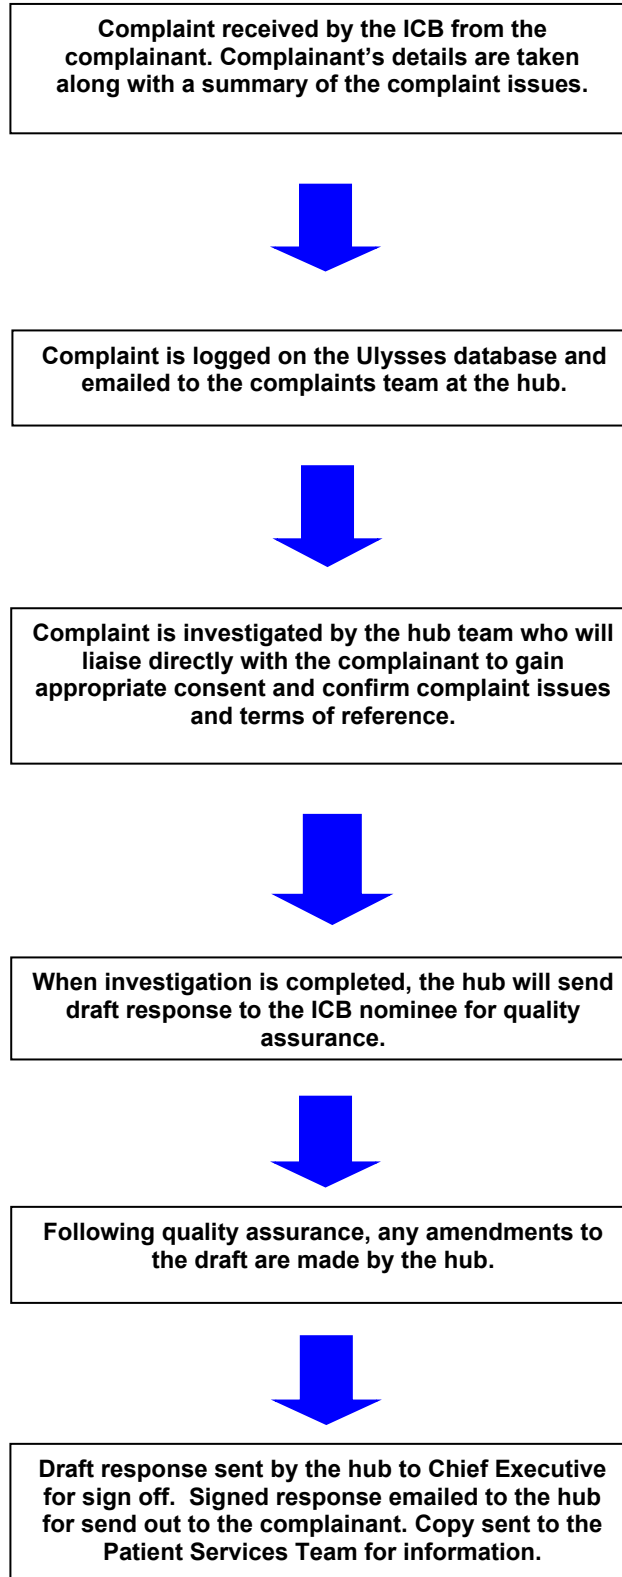 Complaint received by the ICB from the
complainant. Complainant’s details are taken
along with a summary of the complaint issues.
Complaint is logged on the Ulysses database and
emailed to the complaints team at the hub.
Complaint is investigated by the hub team who will
liaise directly with the complainant to gain
appropriate consent and confirm complaint issues
and terms of reference.
When investigation is completed, the hub will send
draft response to the ICB nominee for quality
assurance.
Following quality assurance, any amendments to
the draft are made by the hub.
Draft response sent by the hub to Chief Executive
for sign off.  Signed response emailed to the hub
for send out to the complainant. Copy sent to the
Patient Services Team for information.